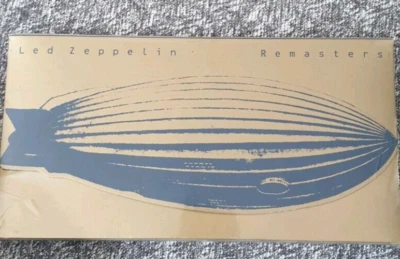 Led Zeppelin · Remasters